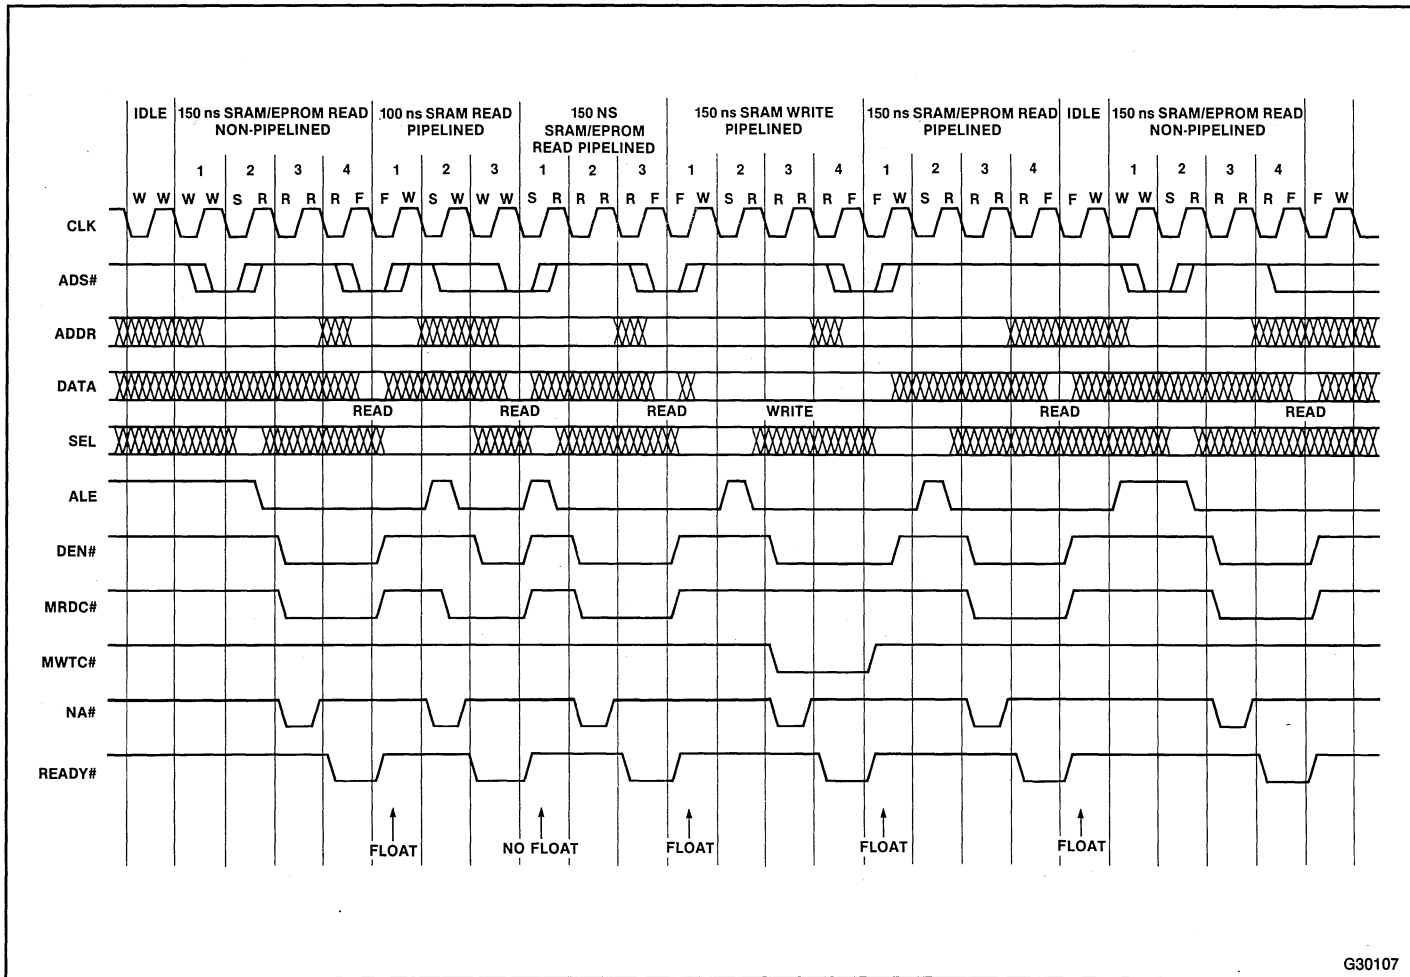 IDLE 150 ns SRAM/EPROM READ 100 ns SRAM READ 150 NS 150 ns SRAM WRITE 150 ns SRAM/EPROM READ IDLE 150 ns SRAM/EPROM READ
NON-PIPELINED PIPELINED SRAM/EPROM PIPELINED PIPELINED NON-PIPELINED
READ PIPELINED
1 2 3 4 1 2 3 1 2 3 1 2 3 4 1 2 3 4 1 2 3 4
W W W W S R R R R F F W S W W W S R R R R F F W S R R R R F F W S R R R R F F W W W S R R R R F F W
CLK
ADS#
ADDR
DATA
READ READ READ WRITE READ READ
SEL
ALE
DEN#
MRDC#
MWTC#
NA#
READY#
FLOAT NO FLOAT FLOAT FLOAT FLOAT
G30107